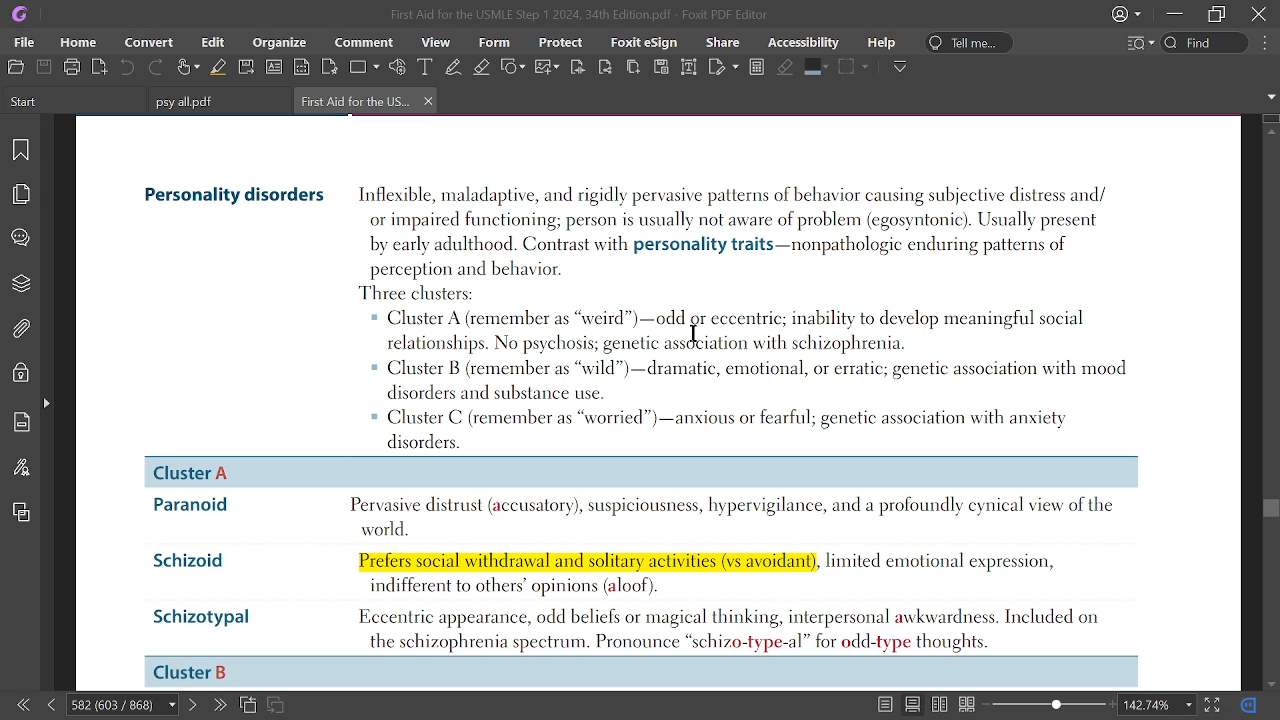 First Aid for the USMLE Step 1 2024, 34th Edition.pdf - Foxit PDF Editor
File Home Convert Edit Organize Comment View Form Protect Foxit eSign Share Accessibility Help Tell me... Find
Start psy all.pdf First Aid for the US...
Personality disorders Inflexible, maladaptive, and rigidly pervasive patterns of behavior causing subjective distress and/
or impaired functioning; person is usually not aware of problem (egosyntonic). Usually present
by early adulthood. Contrast with personality traits—nonpathologic enduring patterns of
perception and behavior.
Three clusters:
▪ Cluster A (remember as “weird”)—odd or eccentric; inability to develop meaningful social
relationships. No psychosis; genetic association with schizophrenia.
▪ Cluster B (remember as “wild”)—dramatic, emotional, or erratic; genetic association with mood
disorders and substance use.
▪ Cluster C (remember as “worried”)—anxious or fearful; genetic association with anxiety
disorders.
Cluster A
Paranoid Pervasive distrust (accusatory), suspiciousness, hypervigilance, and a profoundly cynical view of the
world.
Schizoid Prefers social withdrawal and solitary activities (vs avoidant), limited emotional expression,
indifferent to others’ opinions (aloof).
Schizotypal Eccentric appearance, odd beliefs or magical thinking, interpersonal awkwardness. Included on
the schizophrenia spectrum. Pronounce “schizo-type-al” for odd-type thoughts.
Cluster B
582 (603 / 868) 142.74%